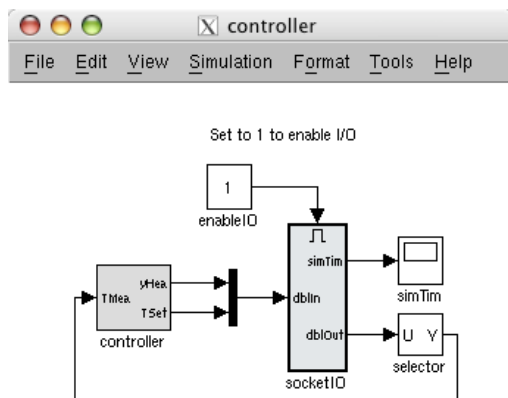 controller
File Edit View Simulation Format Tools Help
Set to 1 to enable I/O
1
enableIO
simTim
dblIn
dblOut
socketIO
simTim
U Y
selector
TMea
yHea
TSet
controller